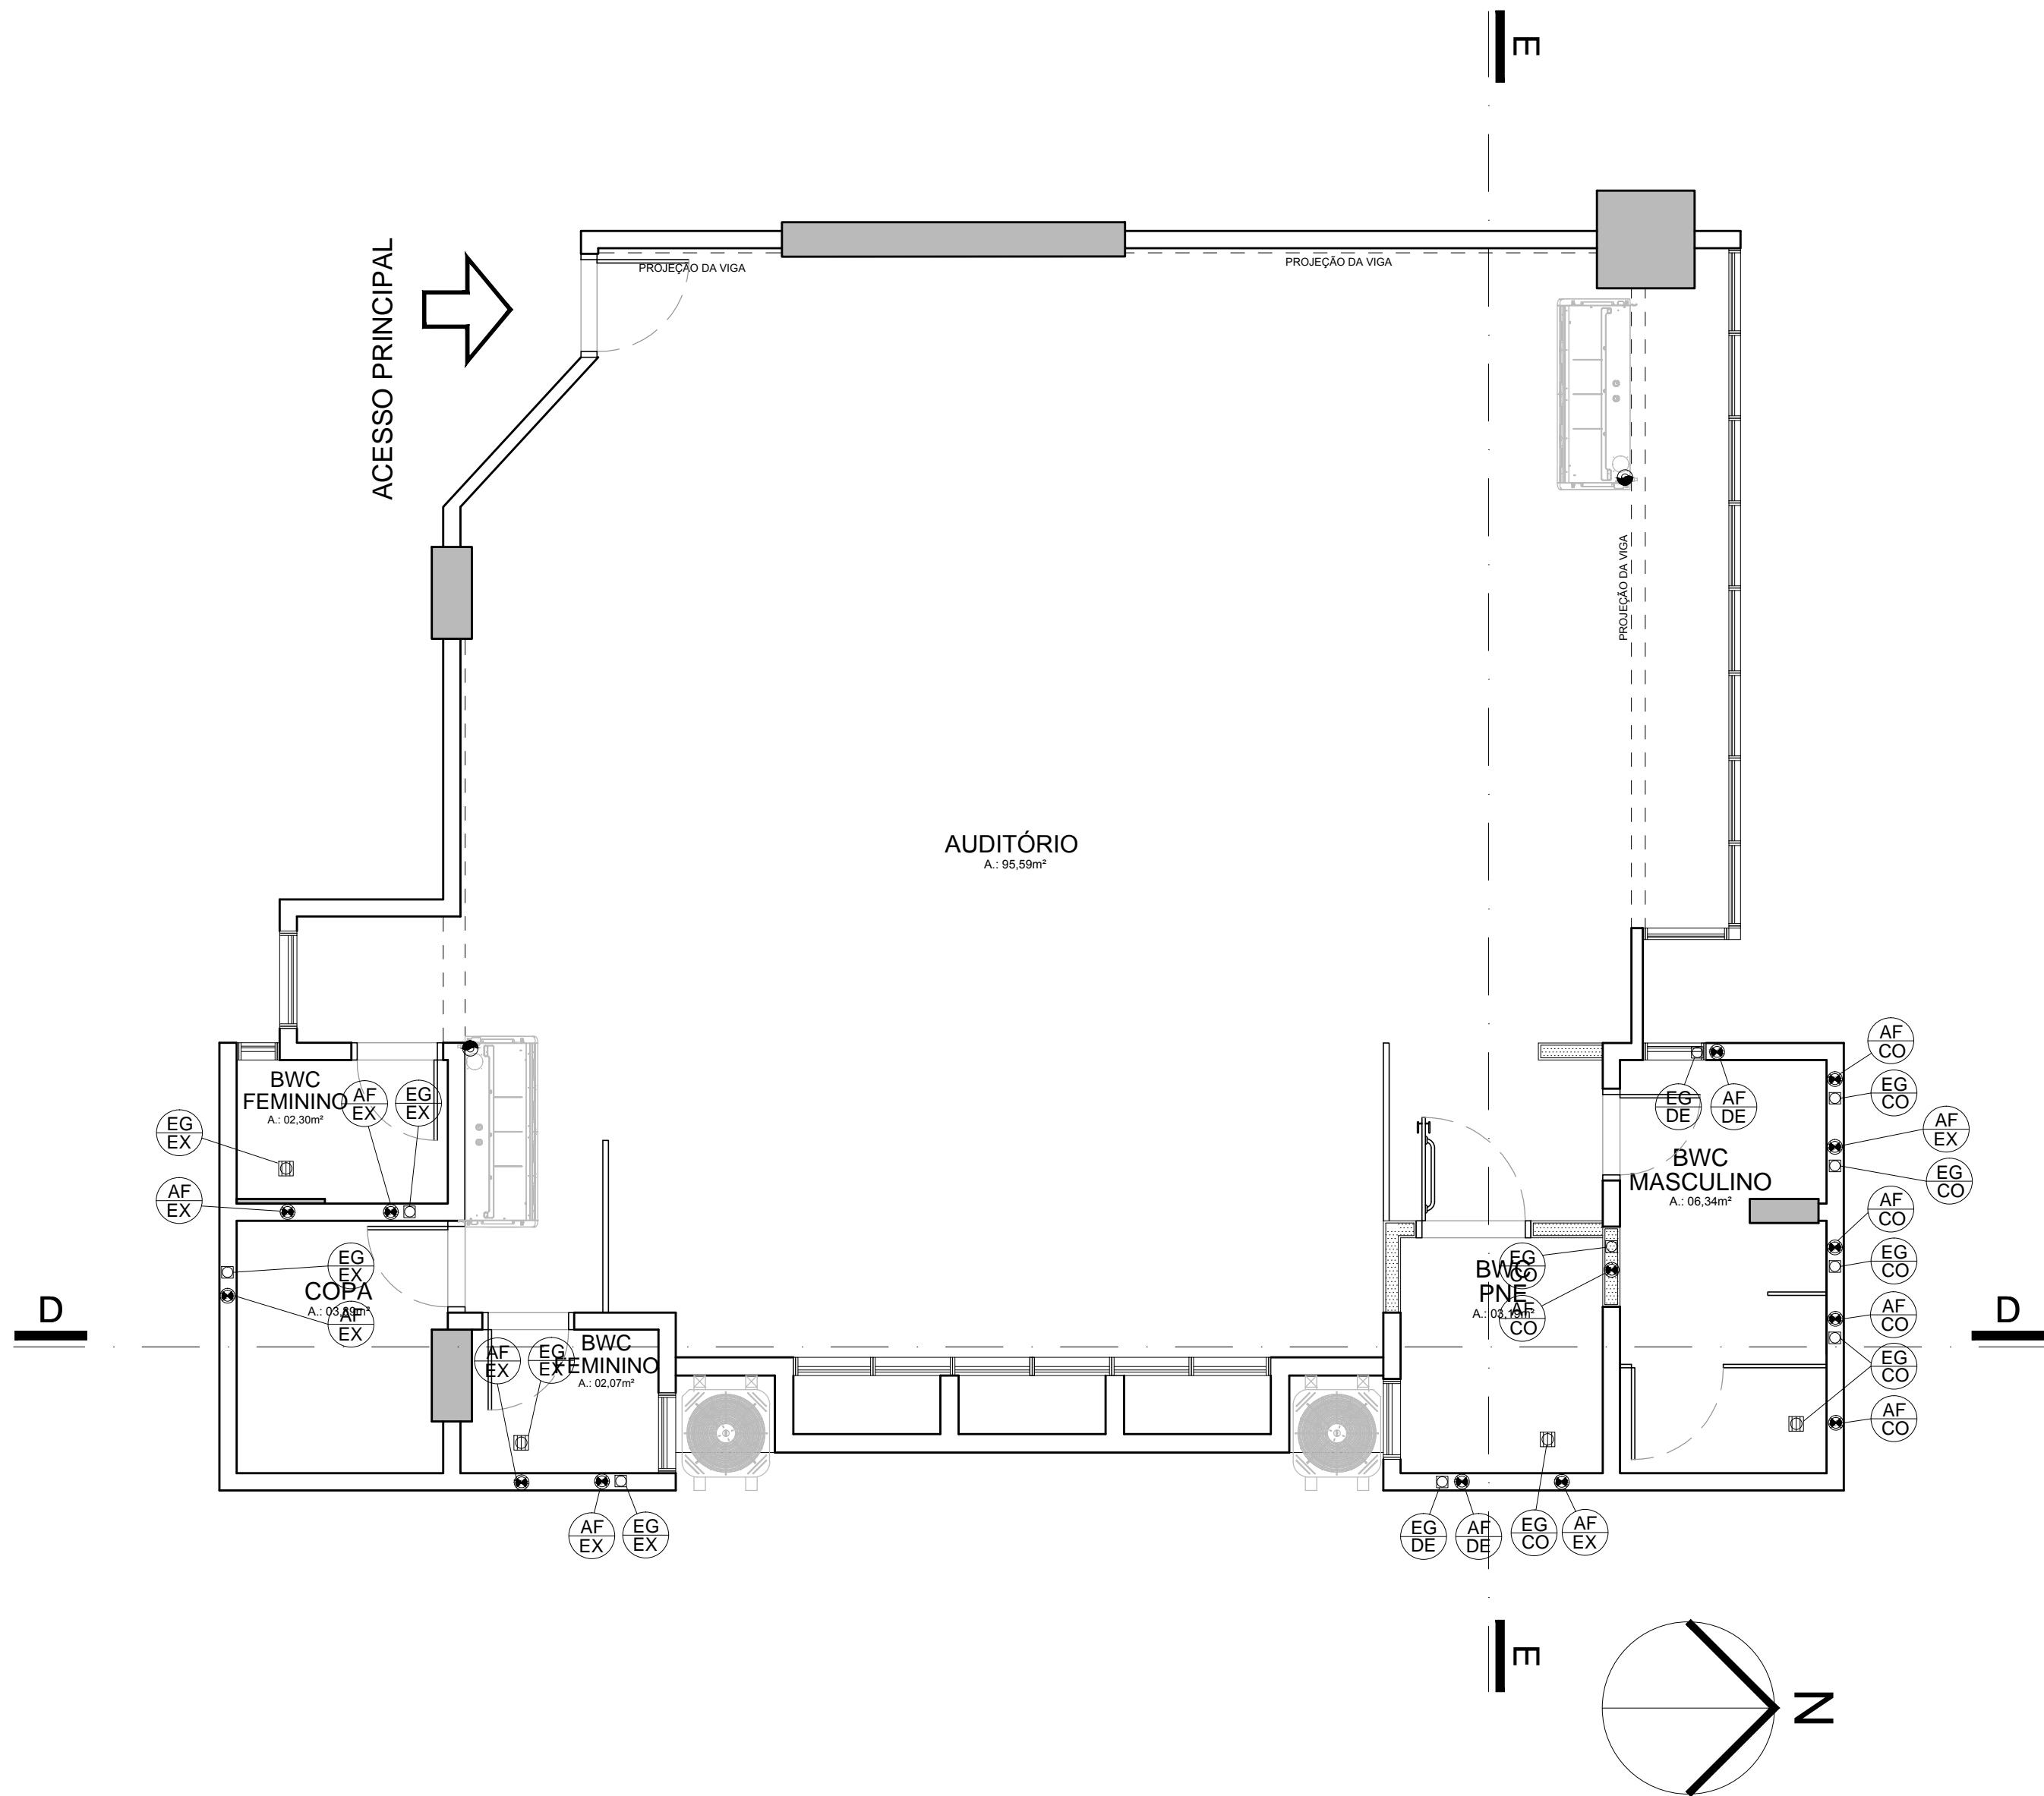 E
ACESSO PRINCIPAL
PROJEÇÃO DA VIGA
PROJEÇÃO DA VIGA
PROJEÇÃO DA VIGA
AUDITÓRIO
A.: 95,59m²
BWC
FEMININO
A.: 02,30m²
AF
EX
EG
EX
EG
EX
AF
EX
EG
EX
COPA
A.: 03,89m²
AF
EX
AF
EX
EG
EX
BWC
FEMININO
A.: 02,07m²
AF
EX
EG
EX
EG
DE
AF
DE
BWC
MASCULINO
A.: 06,34m²
AF
CO
EG
CO
AF
EX
EG
CO
AF
CO
EG
CO
AF
CO
EG
CO
AF
CO
EG
CO
BWC
PNE
A.: 03,19m²
AF
CO
EG
DE
AF
DE
EG
CO
AF
EX
D
D
E
N